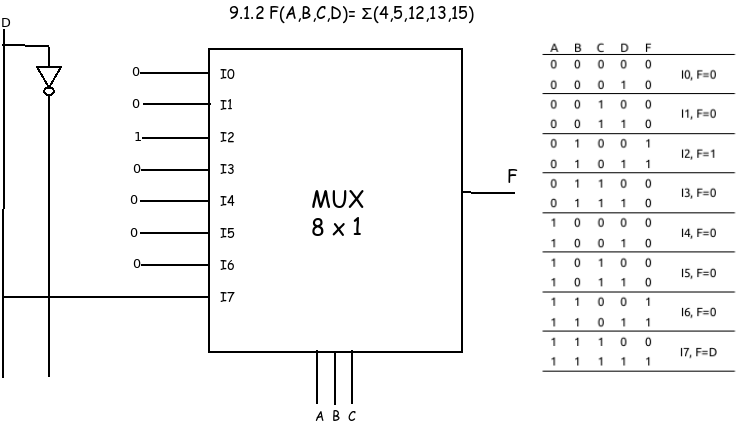 9.1.2 F(A,B,C,D)= Σ(4,5,12,13,15)
D
0 I0
0 I1
1 I2
0 I3
0 I4
0 I5
0 I6
I7
MUX
8 x 1
F
A B C
A B C D F
0 0 0 0 0
0 0 0 1 0
I0, F=0
0 0 1 0 0
0 0 1 1 0
I1, F=0
0 1 0 0 1
0 1 0 1 1
I2, F=1
0 1 1 0 0
0 1 1 1 0
I3, F=0
1 0 0 0 0
1 0 0 1 0
I4, F=0
1 0 1 0 0
1 0 1 1 0
I5, F=0
1 1 0 0 1
1 1 0 1 1
I6, F=0
1 1 1 0 0
1 1 1 1 1
I7, F=D